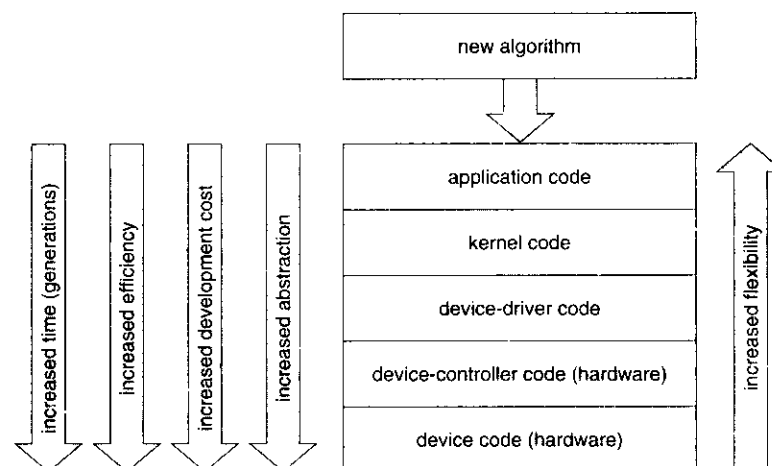 new algorithm
increased time (generations)
increased efficiency
increased development cost
increased abstraction
application code
kernel code
device-driver code
device-controller code (hardware)
device code (hardware)
increased flexibility